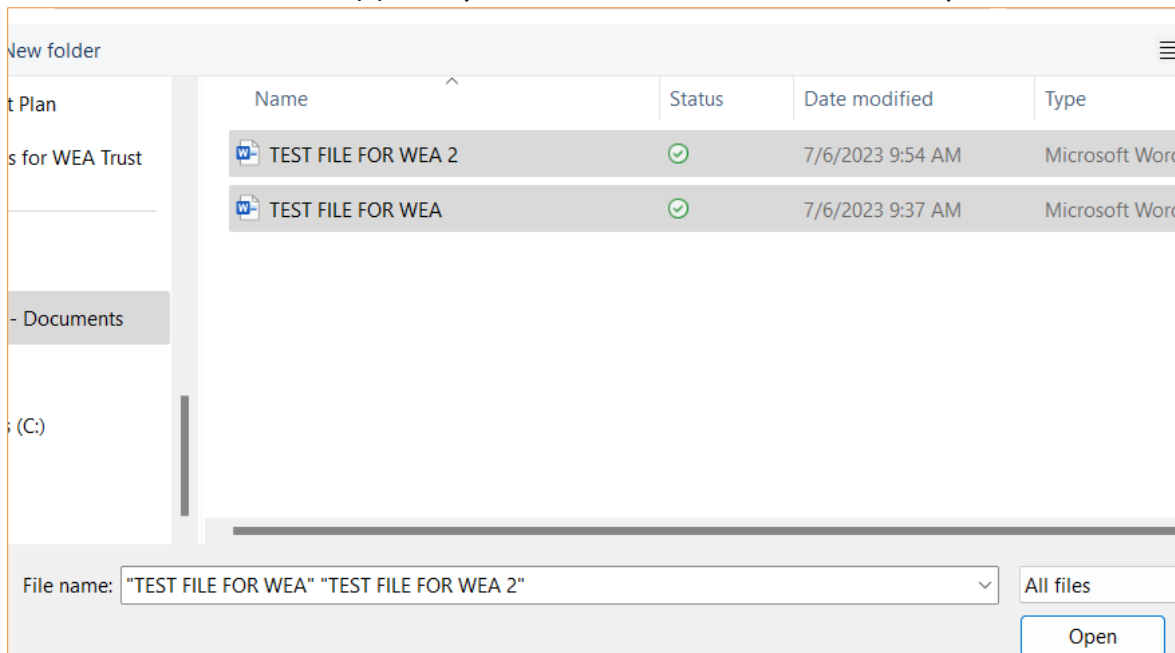 New folder
t Plan
Name Status Date modified Type
s for WEA Trust
TEST FILE FOR WEA 2 7/6/2023 9:54 AM Microsoft Word
TEST FILE FOR WEA 7/6/2023 9:37 AM Microsoft Word
- Documents
s (C:)
File name: "TEST FILE FOR WEA" "TEST FILE FOR WEA 2" All files
Open